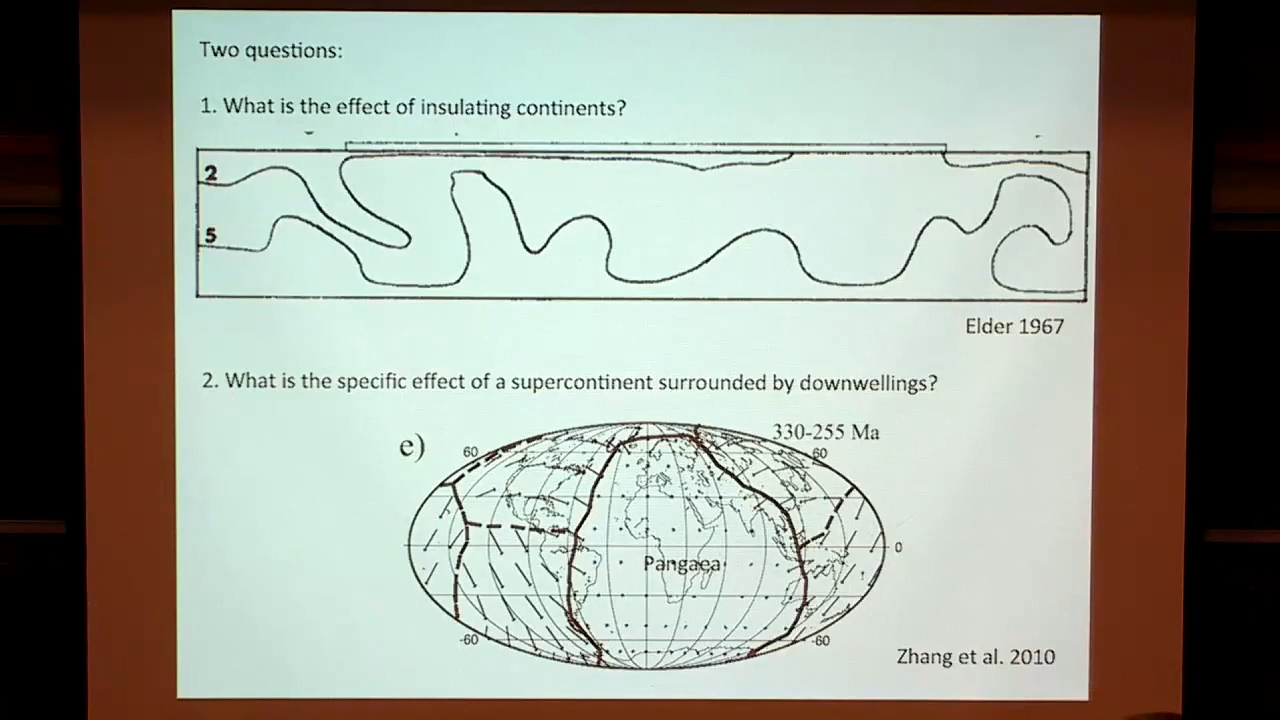 Two questions:
1. What is the effect of insulating continents?
2
5
Elder 1967
2. What is the specific effect of a supercontinent surrounded by downwellings?
e)
330-255 Ma
60
60
0
Pangaea
-60
-60
Zhang et al. 2010